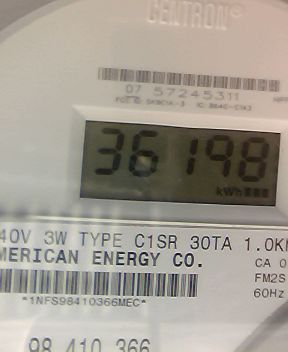 CENTRON®
07 57245311
36198
kWh
40V 3W TYPE C1SR 30TA 1.0K
MERICAN ENERGY CO.
CA 0
FM2S
*1NFS98410366MEC*
60Hz
98 410 366